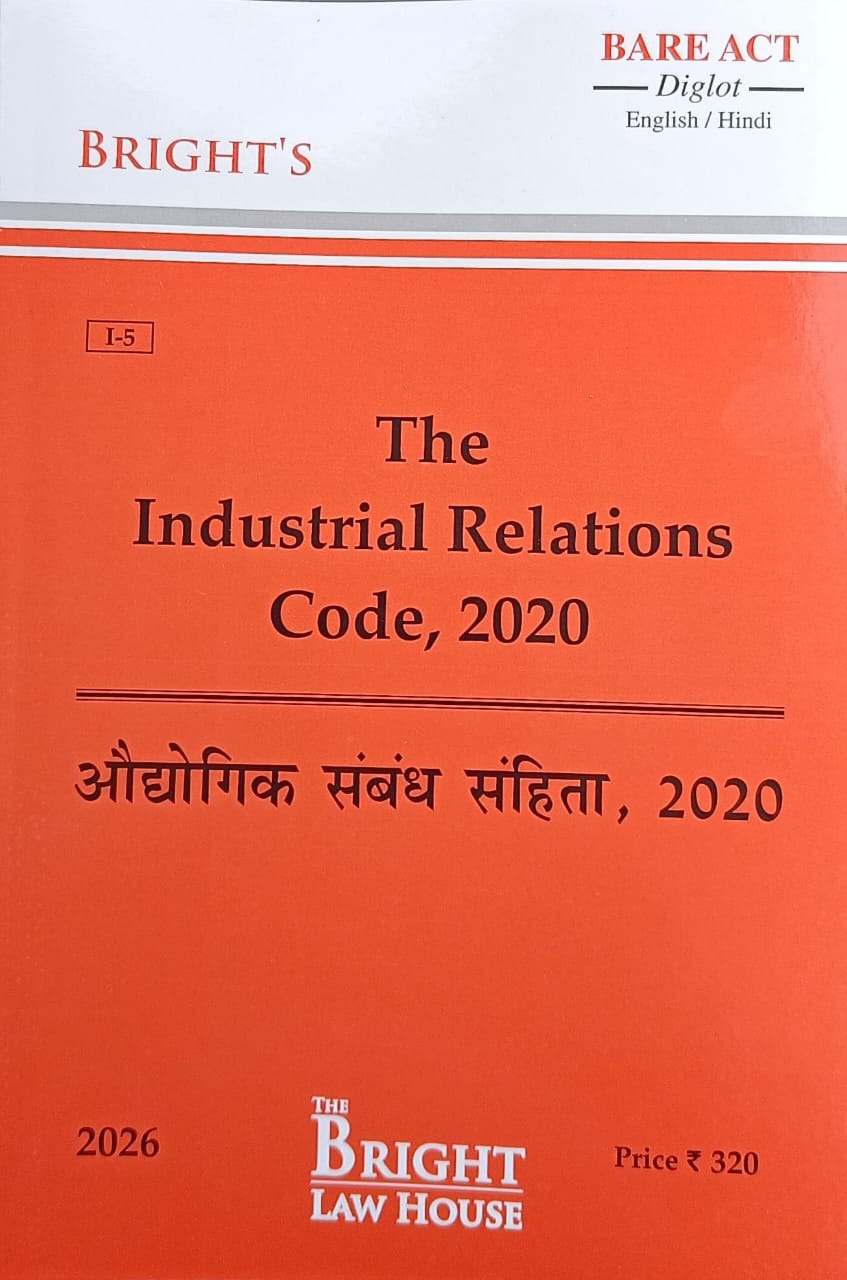 BARE ACT
Diglot
English / Hindi
BRIGHT'S
I-5
The
Industrial Relations
Code, 2020
औद्योगिक संबंध संहिता, 2020
2026
THE
BRIGHT
LAW HOUSE
Price ₹ 320